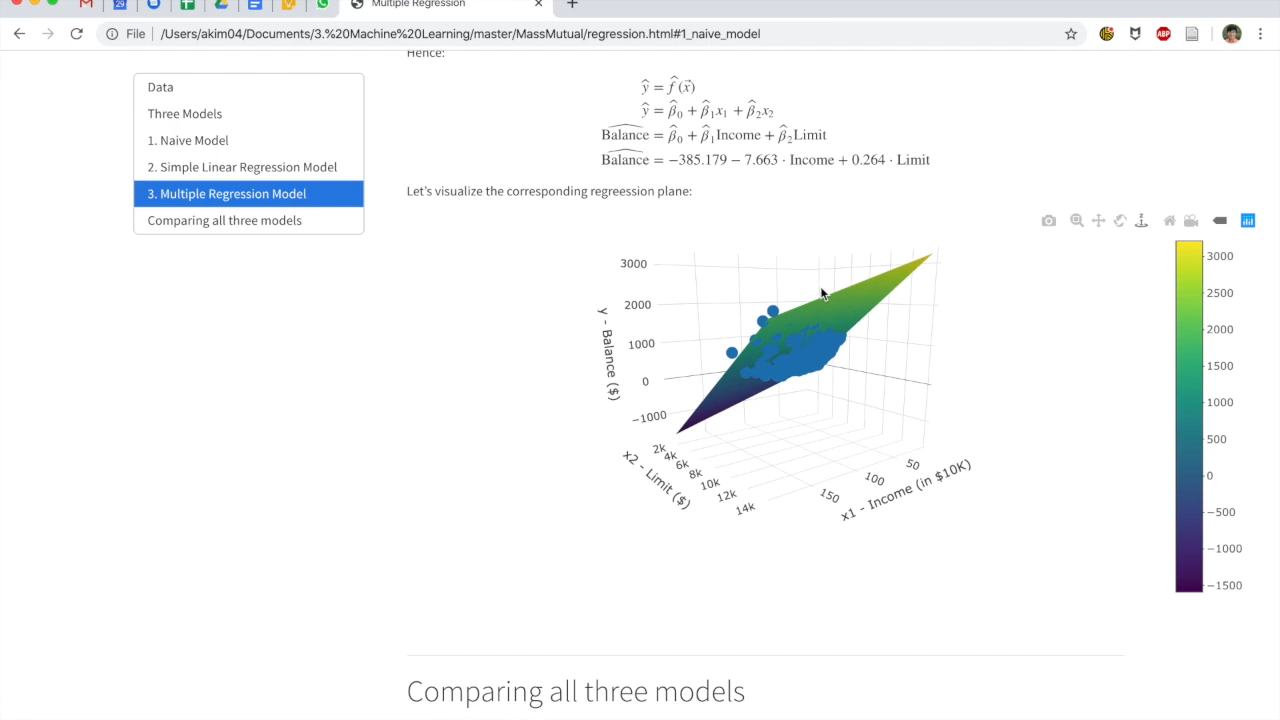 Multiple Regression
29
File | /Users/akim04/Documents/3.%20Machine%20Learning/master/MassMutual/regression.html#1_naive_model
ABP
Hence:
Data
Three Models
1. Naive Model
2. Simple Linear Regression Model
3. Multiple Regression Model
Comparing all three models
ŷ = f̂(x⃗)
ŷ = β̂₀ + β̂₁x₁ + β̂₂x₂
Balance = β̂₀ + β̂₁Income + β̂₂Limit
Balance = −385.179 − 7.663 · Income + 0.264 · Limit
Let's visualize the corresponding regreession plane:
3000
2000
1000
0
−1000
y - Balance ($)
2k
4k
6k
8k
10k
12k
14k
x2 - Limit ($)
50
100
150
x1 - Income (in $10K)
3000
2500
2000
1500
1000
500
0
−500
−1000
−1500
Comparing all three models